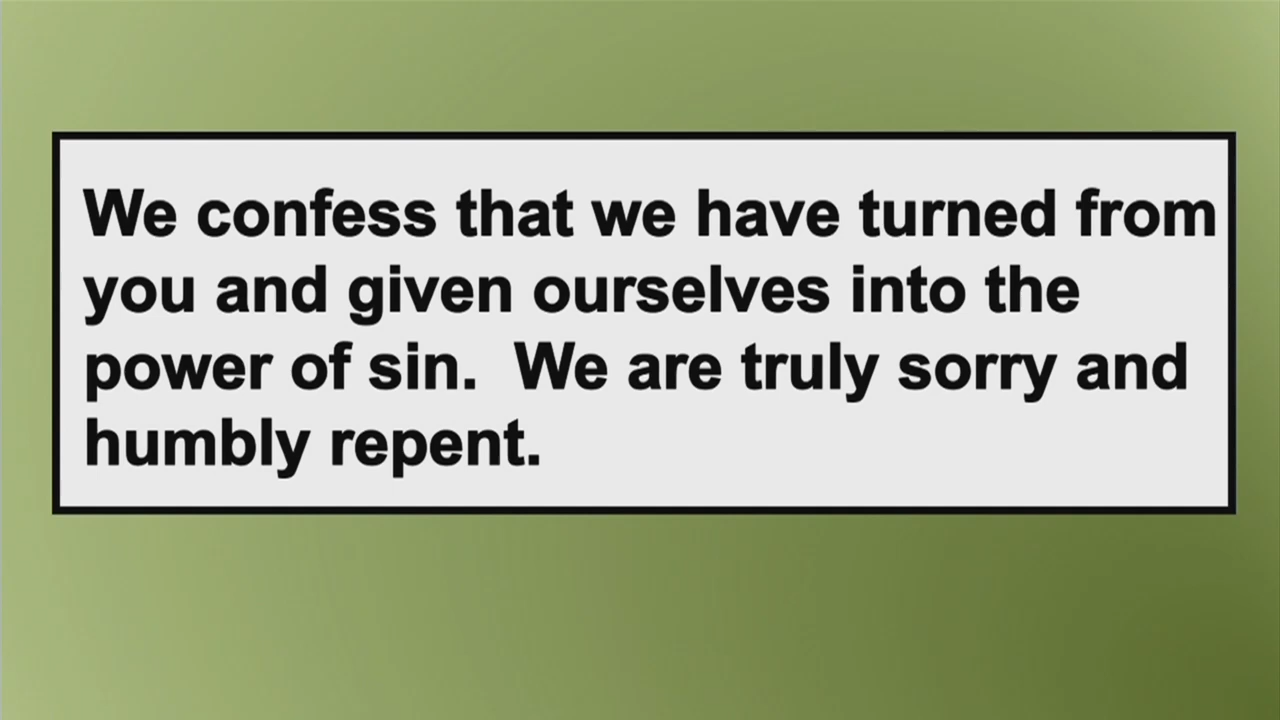 We confess that we have turned from
you and given ourselves into the
power of sin.  We are truly sorry and
humbly repent.